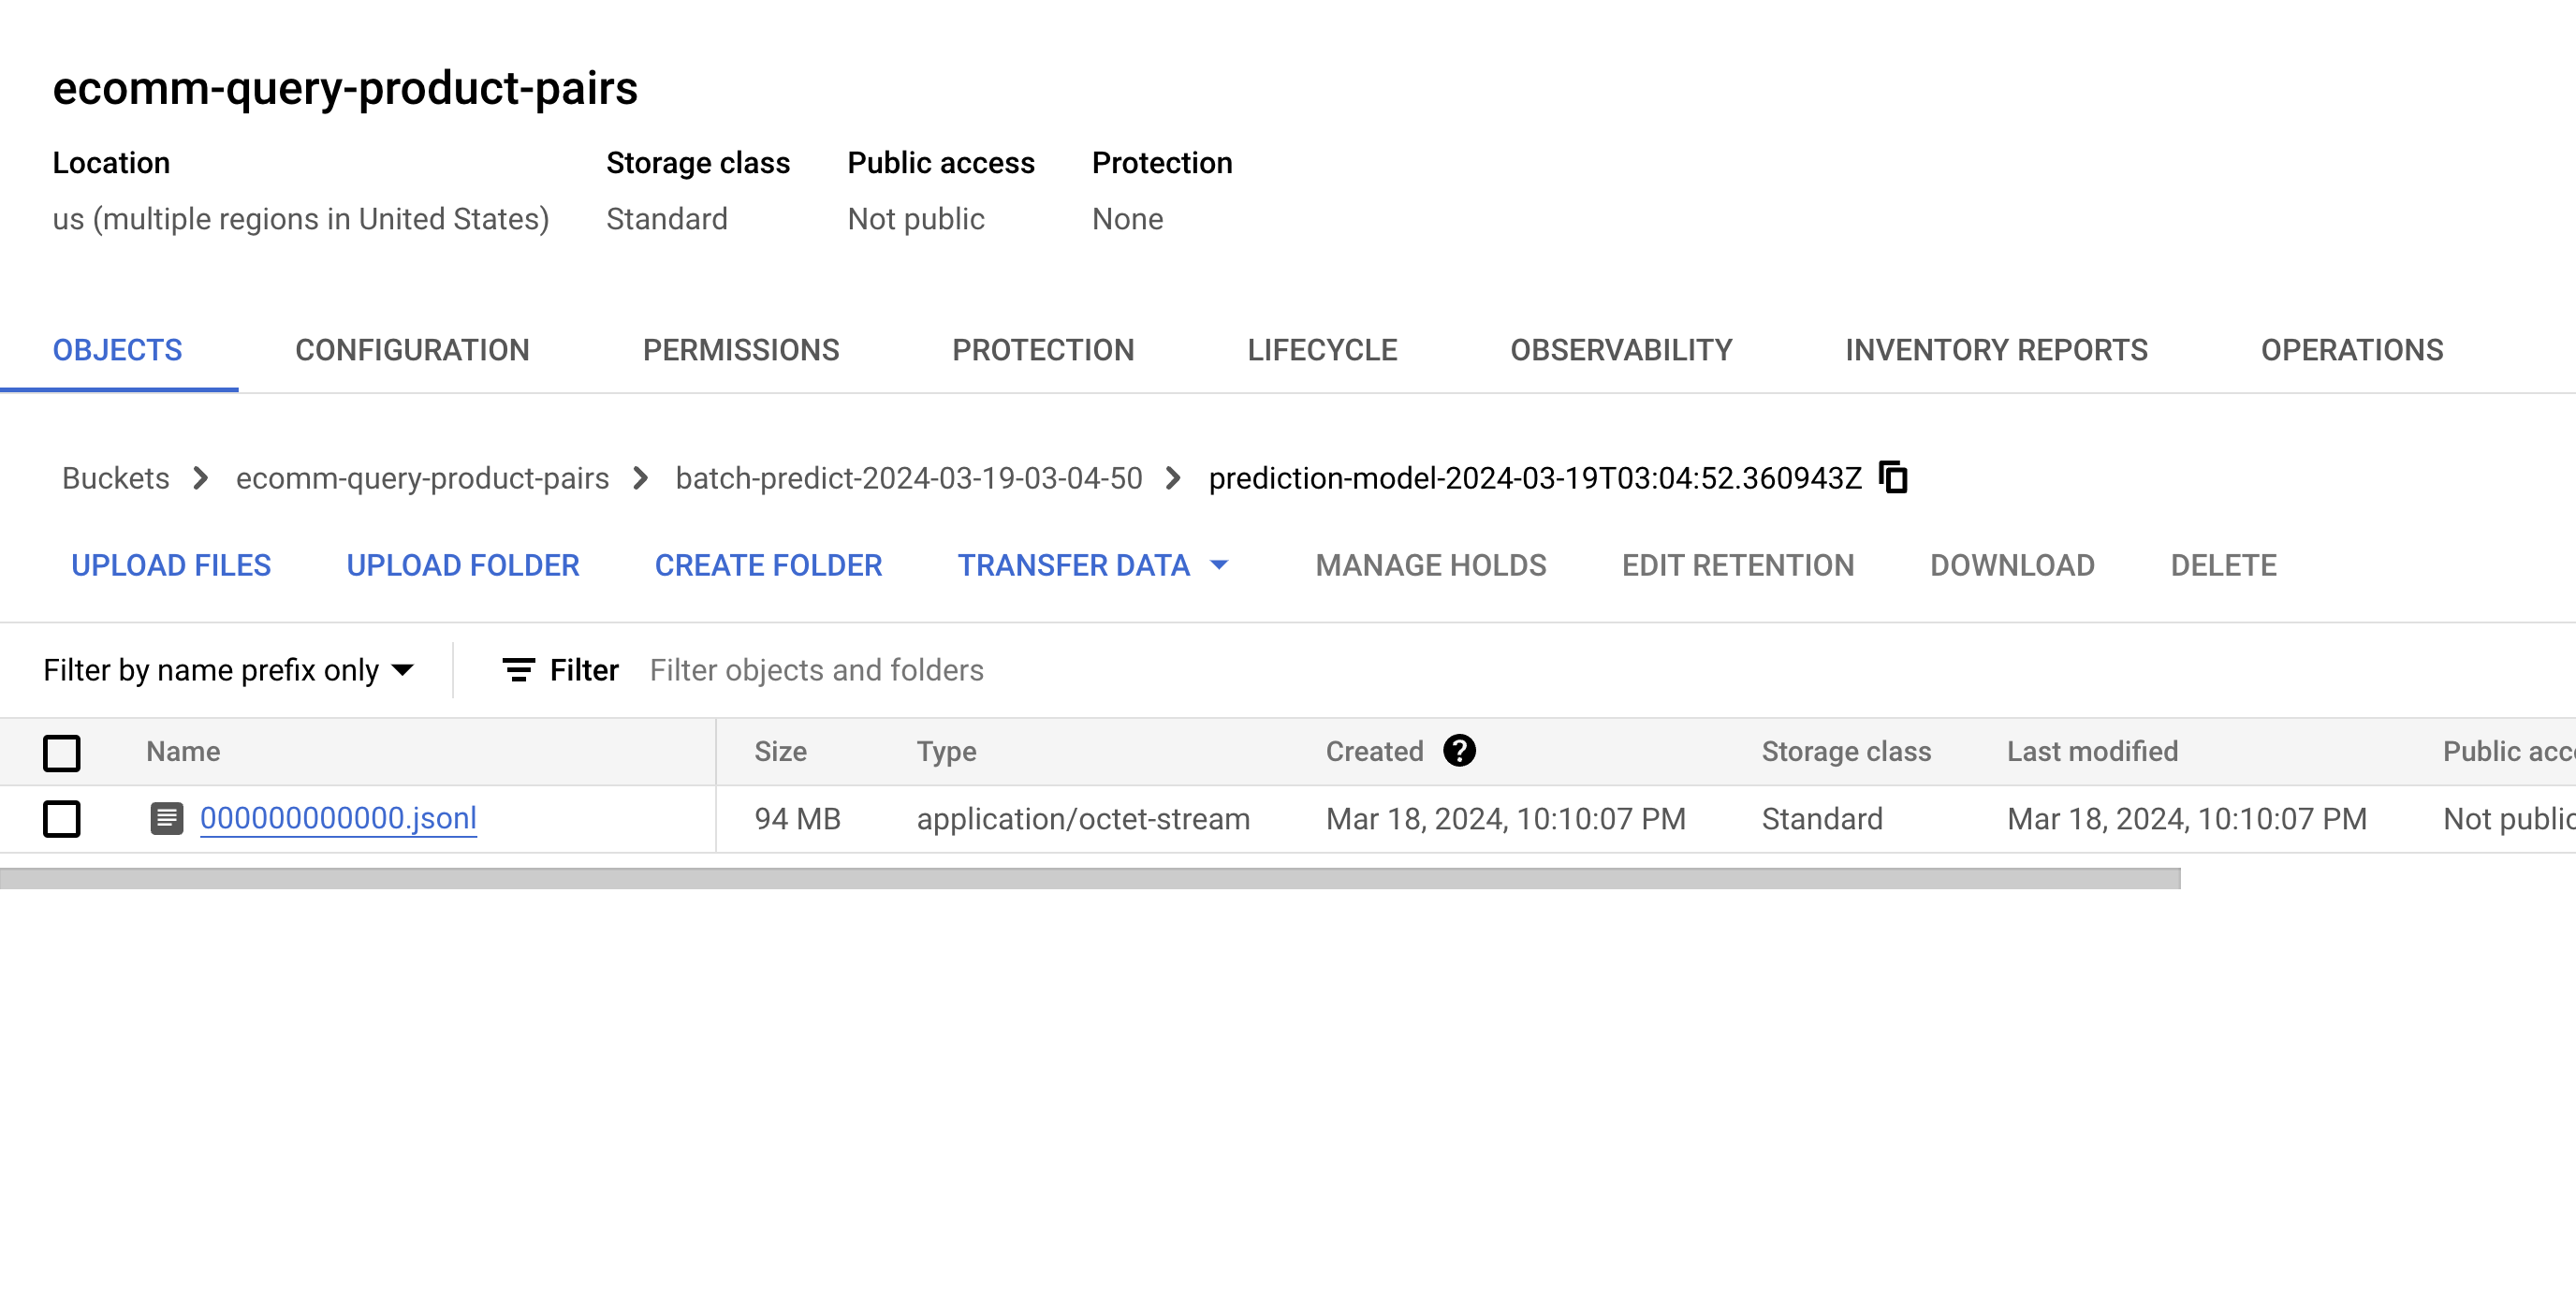 ecomm-query-product-pairs
Location Storage class Public access Protection
us (multiple regions in United States) Standard Not public None
OBJECTS CONFIGURATION PERMISSIONS PROTECTION LIFECYCLE OBSERVABILITY INVENTORY REPORTS OPERATIONS
Buckets > ecomm-query-product-pairs > batch-predict-2024-03-19-03-04-50 > prediction-model-2024-03-19T03:04:52.360943Z
UPLOAD FILES UPLOAD FOLDER CREATE FOLDER TRANSFER DATA MANAGE HOLDS EDIT RETENTION DOWNLOAD DELETE
Filter by name prefix only Filter Filter objects and folders
Name Size Type Created ? Storage class Last modified Public acc
000000000000.jsonl 94 MB application/octet-stream Mar 18, 2024, 10:10:07 PM Standard Mar 18, 2024, 10:10:07 PM Not public